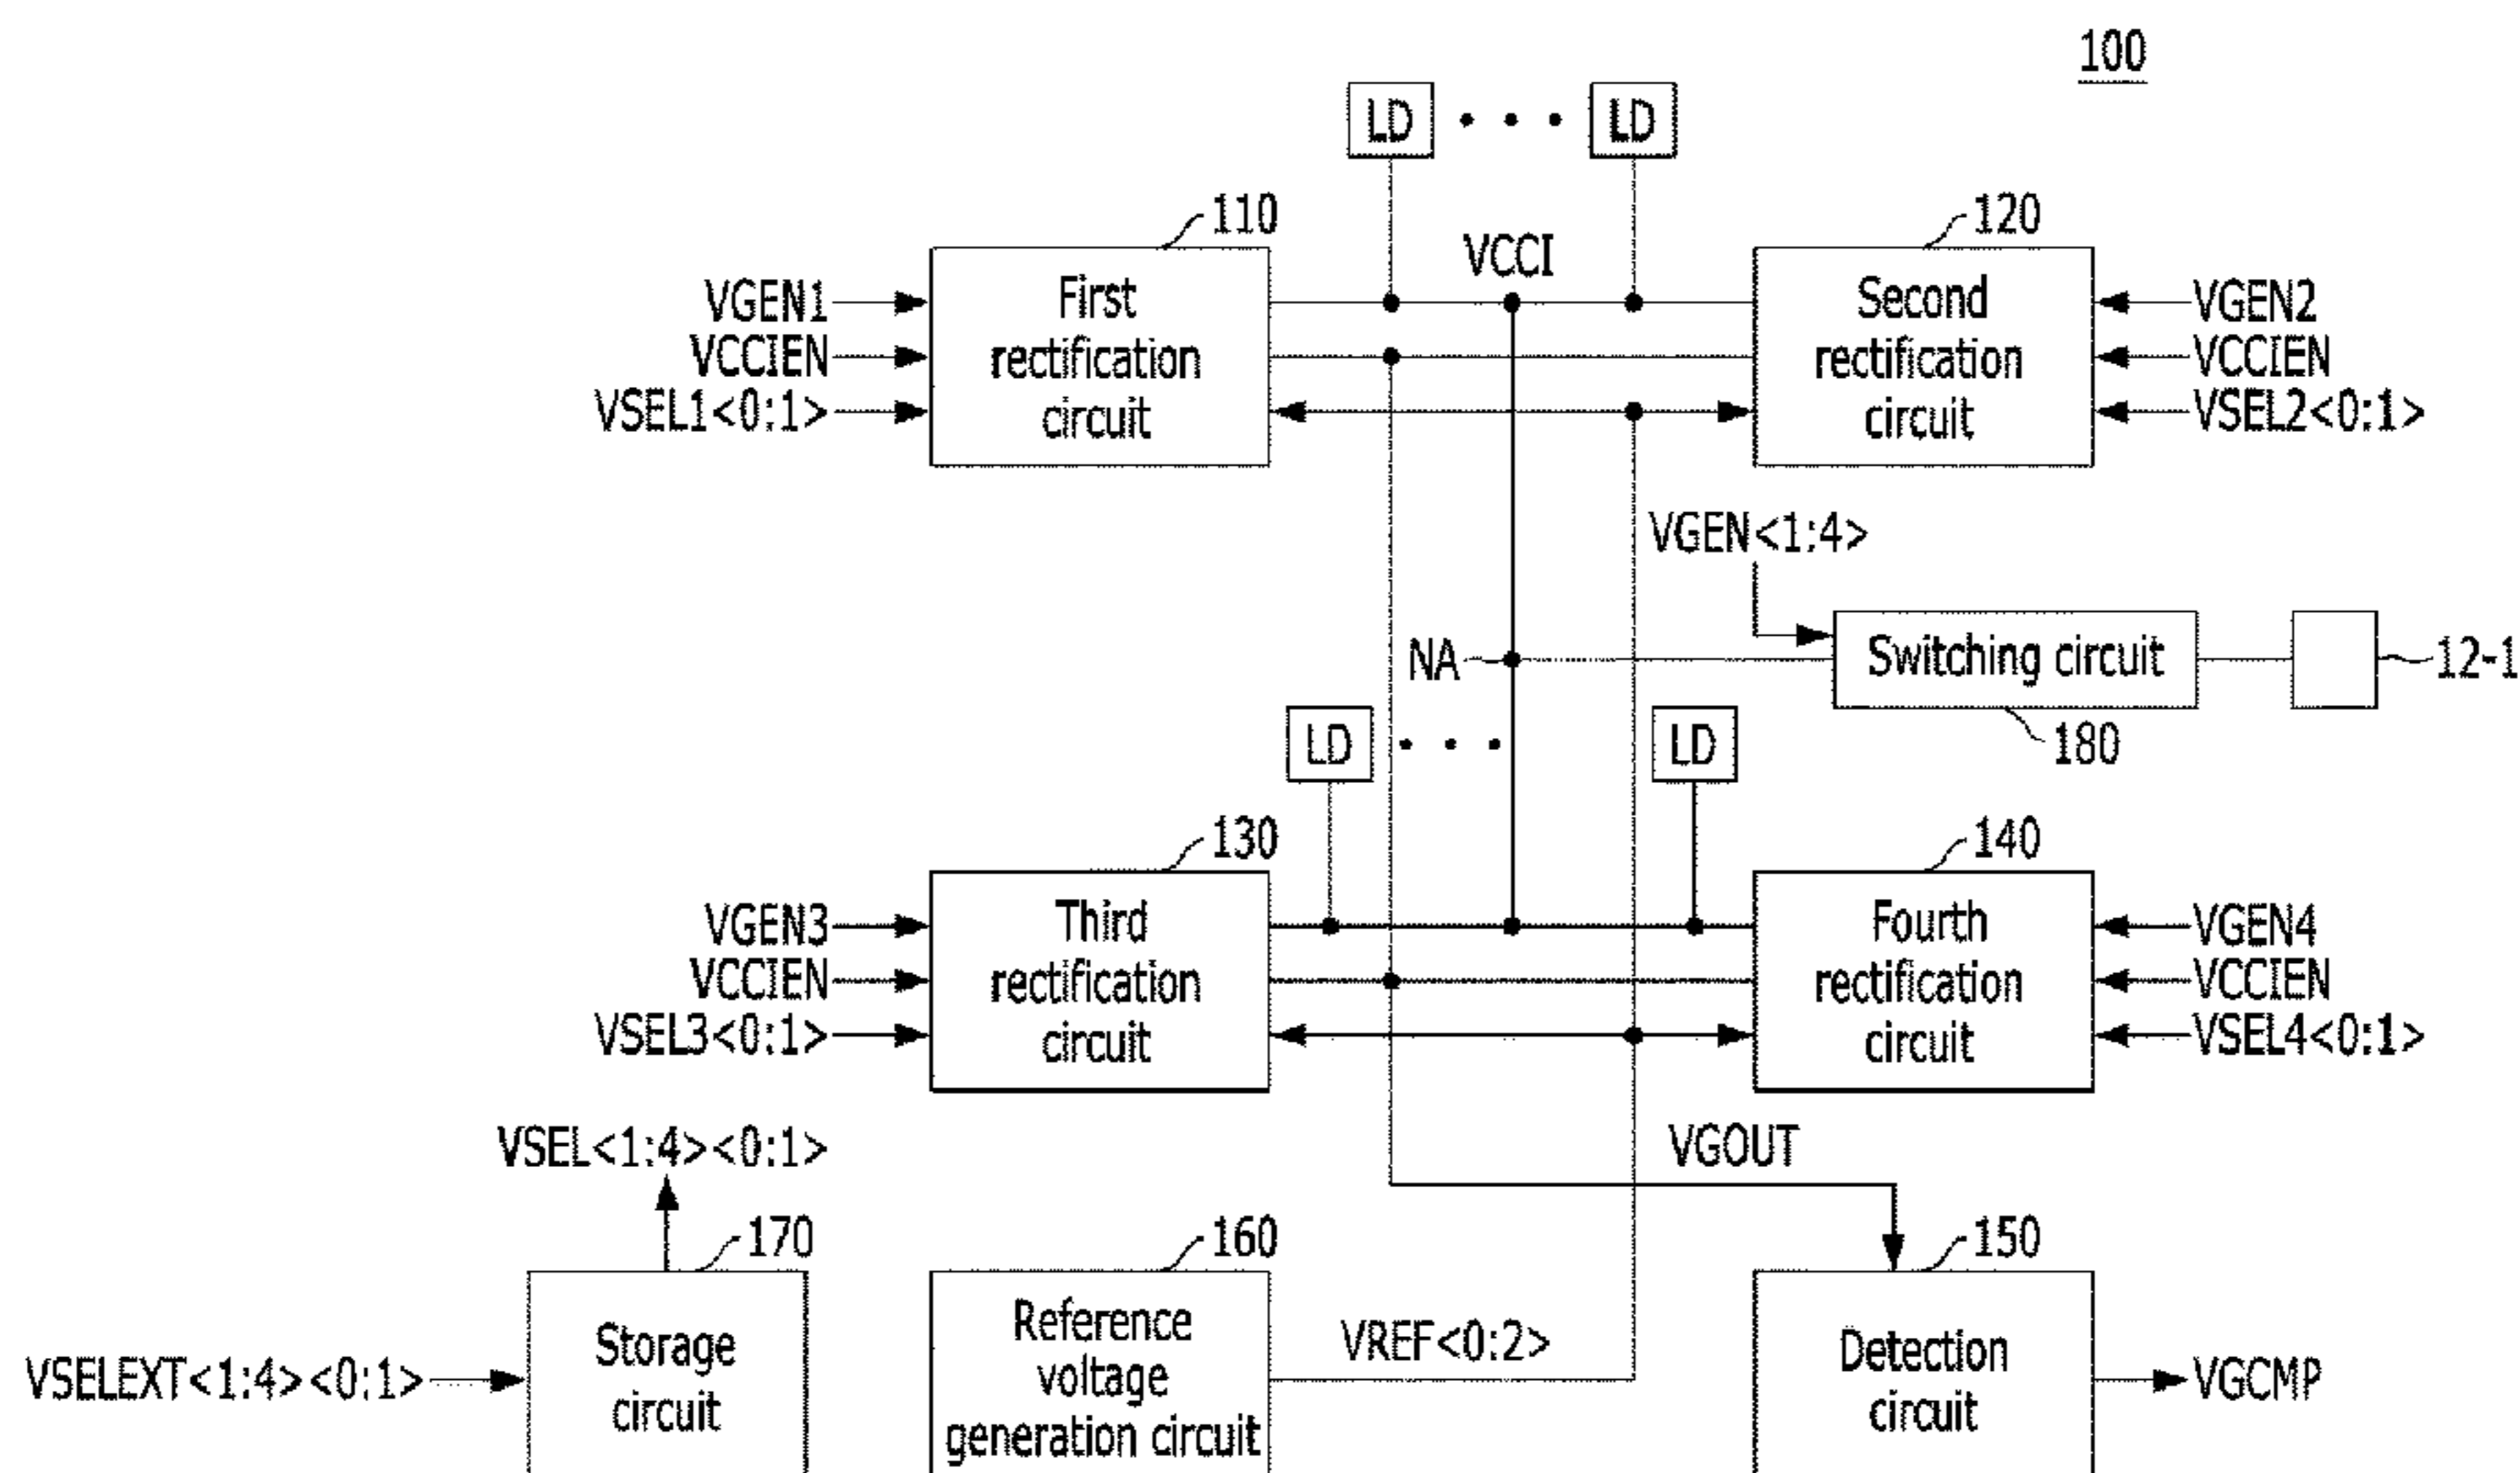 100
LD
LD
110
VCCI
120
VGEN1
VCCIEN
VSEL1<0:1>
First
rectification
circuit
Second
rectification
circuit
VGEN2
VCCIEN
VSEL2<0:1>
VGEN<1:4>
NA
Switching circuit
12-1
180
LD
LD
130
140
VGEN3
VCCIEN
VSEL3<0:1>
Third
rectification
circuit
Fourth
rectification
circuit
VGEN4
VCCIEN
VSEL4<0:1>
VSEL<1:4><0:1>
VGOUT
170
160
150
VSELEXT<1:4><0:1>
Storage
circuit
Reference
voltage
generation circuit
VREF<0:2>
Detection
circuit
VGCMP